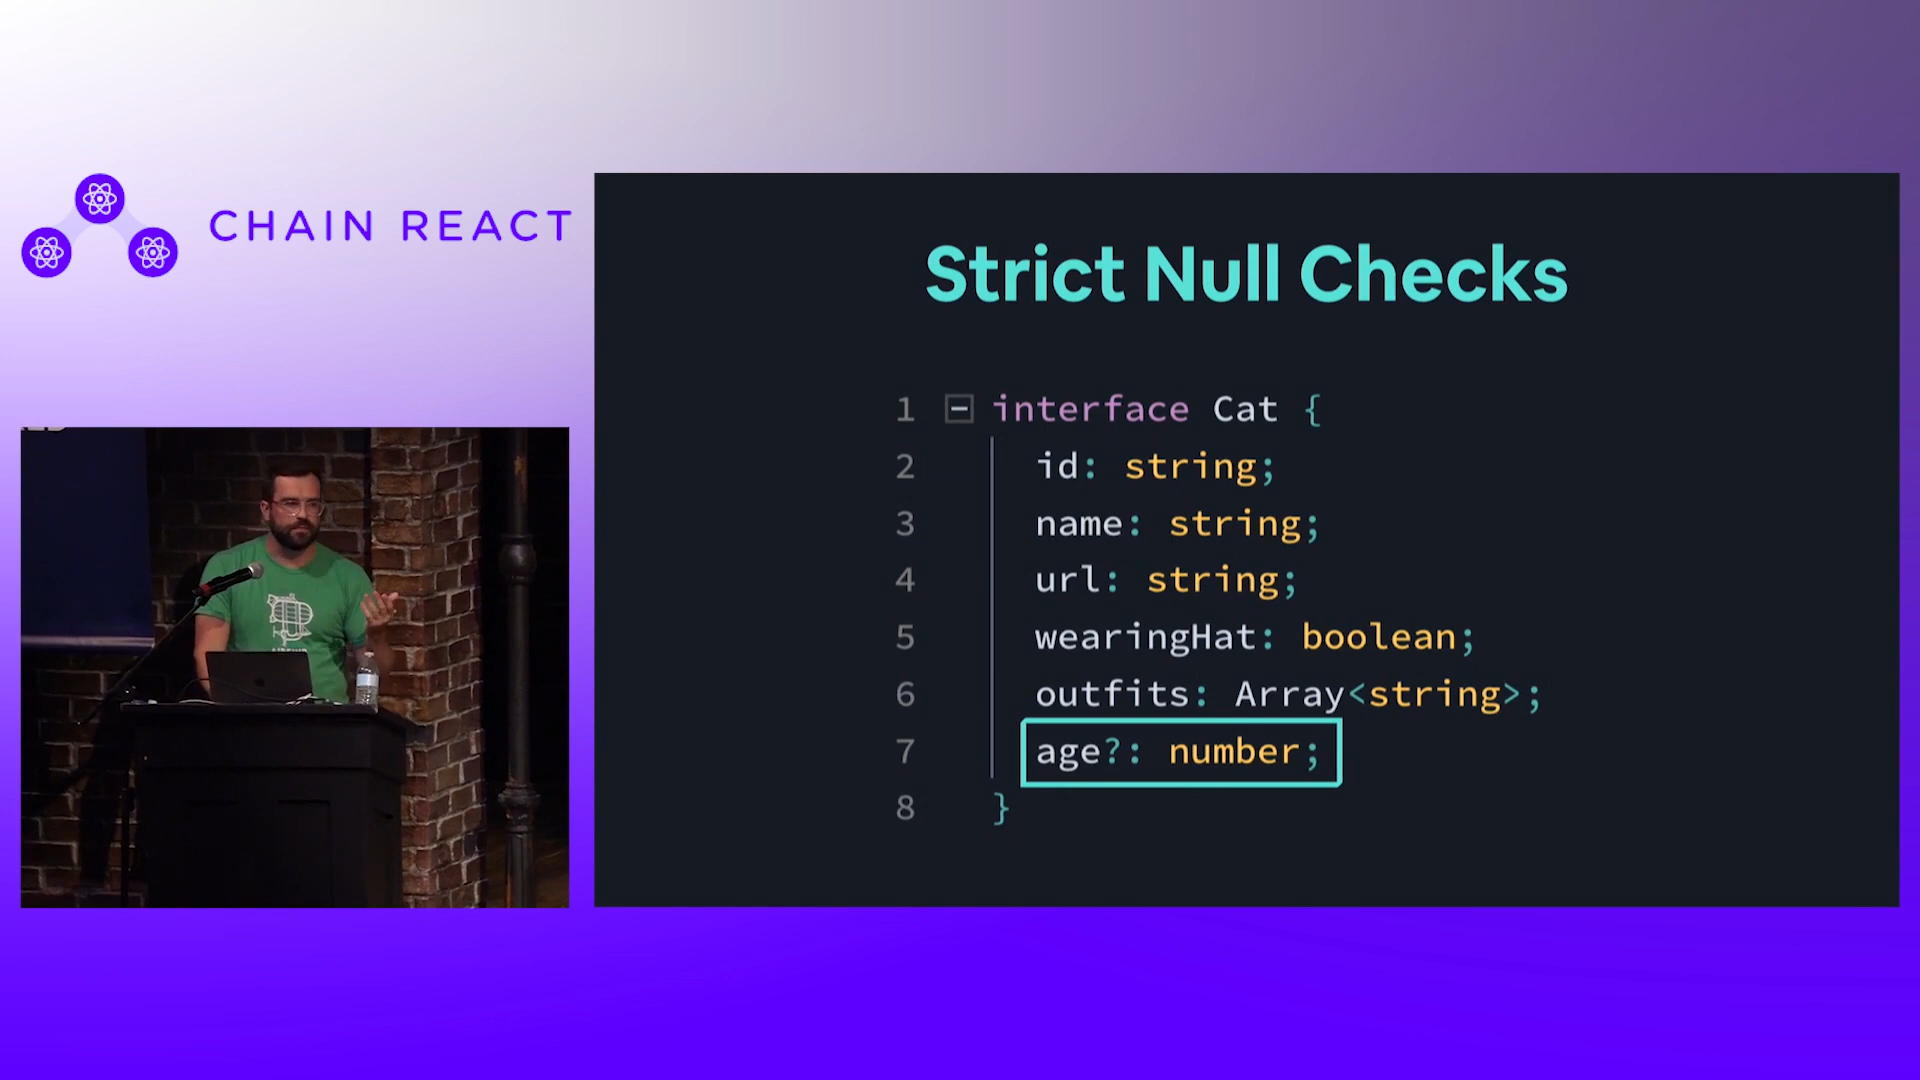 CHAIN REACT
Strict Null Checks
1 interface Cat {
2 id: string;
3 name: string;
4 url: string;
5 wearingHat: boolean;
6 outfits: Array<string>;
7 age?: number;
8 }